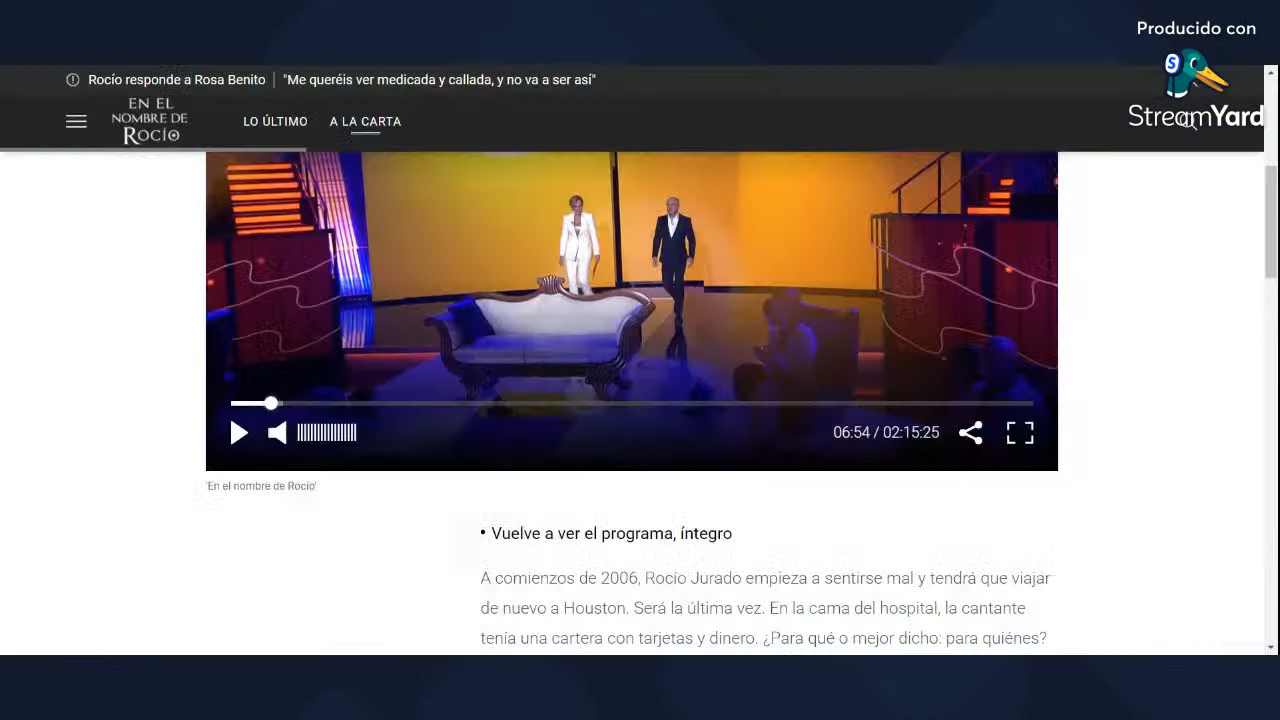 Producido con
StreamYard
Rocío responde a Rosa Benito | "Me queréis ver medicada y callada, y no va a ser así"
EN EL
NOMBRE DE
ROCÍO
LO ÚLTIMO A LA CARTA
06:54 / 02:15:25
'En el nombre de Rocío'
• Vuelve a ver el programa, íntegro
A comienzos de 2006, Rocío Jurado empieza a sentirse mal y tendrá que viajar
de nuevo a Houston. Será la última vez. En la cama del hospital, la cantante
tenía una cartera con tarjetas y dinero. ¿Para qué o mejor dicho: para quiénes?